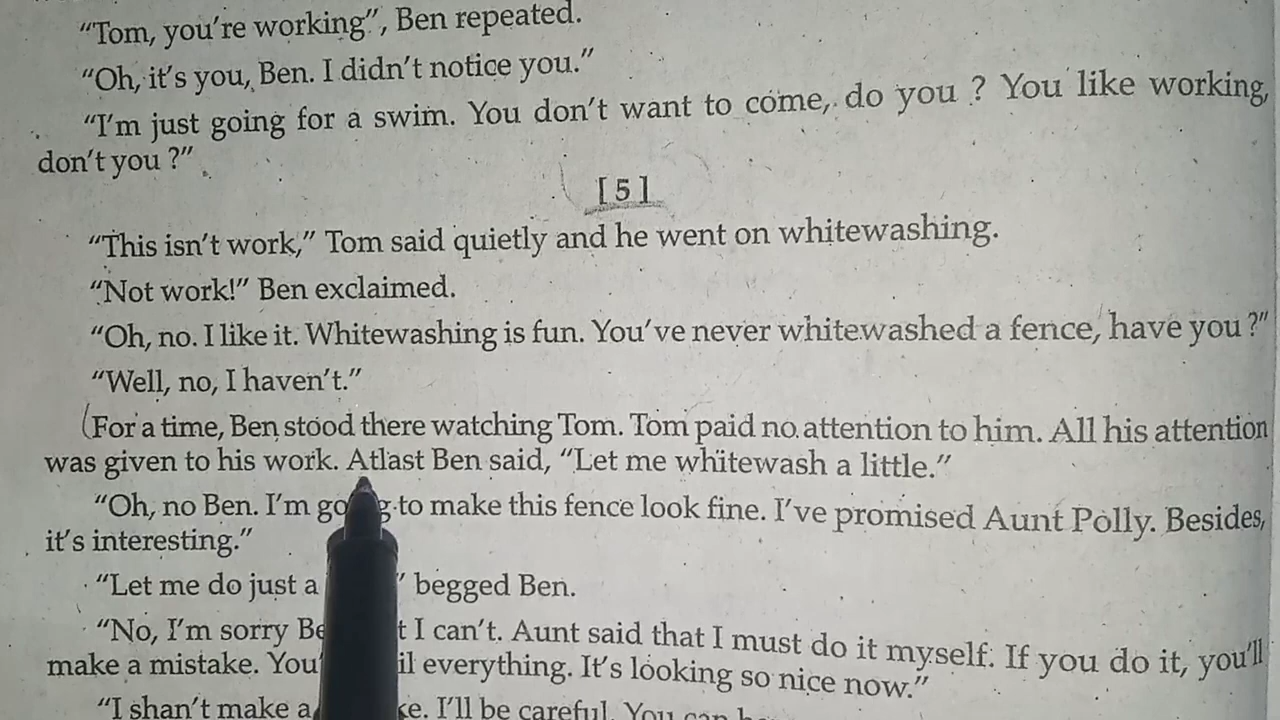 “Tom, you’re working”, Ben repeated.
“Oh, it’s you, Ben. I didn’t notice you.”
“I’m just going for a swim. You don’t want to come, do you ? You like working,
don’t you ?”
[5]
“This isn’t work,” Tom said quietly and he went on whitewashing.
“Not work!” Ben exclaimed.
“Oh, no. I like it. Whitewashing is fun. You’ve never whitewashed a fence, have you ?”
“Well, no, I haven’t.”
(For a time, Ben stood there watching Tom. Tom paid no attention to him. All his attention
was given to his work. Atlast Ben said, “Let me whitewash a little.”
“Oh, no Ben. I’m going to make this fence look fine. I’ve promised Aunt Polly. Besides,
it’s interesting.”
“Let me do just a ” begged Ben.
“No, I’m sorry I can’t. Aunt said that I must do it myself. If you do it, you’ll
make a mistake. everything. It’s looking so nice now.”
“I shan’t make a I’ll be careful. You can